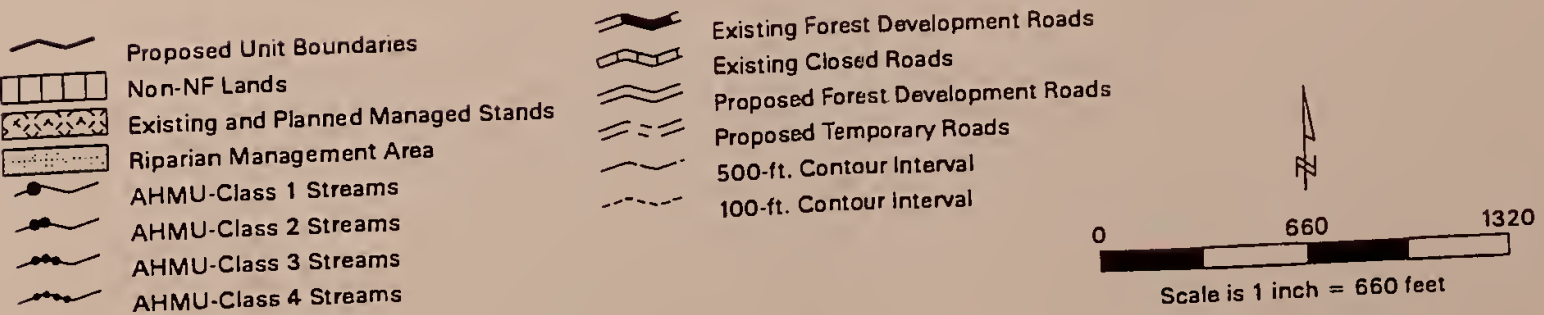 Proposed Unit Boundaries
Non-NF Lands
Existing and Planned Managed Stands
Riparian Management Area
AHMU-Class 1 Streams
AHMU-Class 2 Streams
AHMU-Class 3 Streams
AHMU-Class 4 Streams
Existing Forest Development Roads
Existing Closed Roads
Proposed Forest Development Roads
Proposed Temporary Roads
500-ft. Contour Interval
100-ft. Contour Interval
N
0 660 1320
Scale is 1 inch = 660 feet